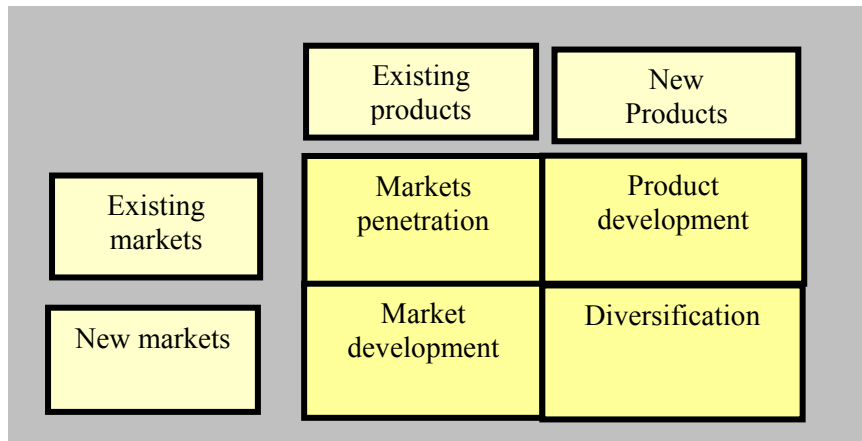 Existing
products
New
Products
Existing
markets
Markets
penetration
Product
development
New markets
Market
development
Diversification